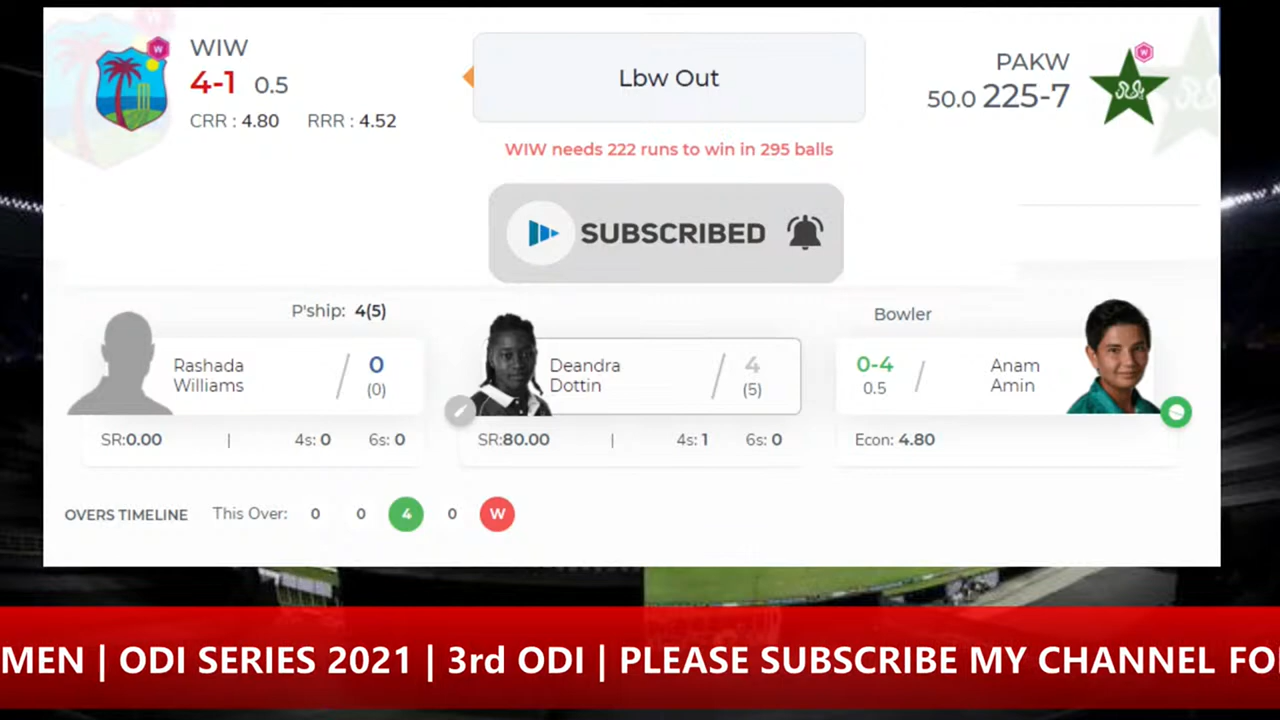 WIW
4-1 0.5
CRR : 4.80 RRR : 4.52
Lbw Out
PAKW
50.0 225-7
W
WIW needs 222 runs to win in 295 balls
SUBSCRIBED
P'ship: 4(5)
Bowler
Rashada
Williams
0
(0)
SR:0.00 | 4s: 0 6s: 0
Deandra
Dottin
4
(5)
SR:80.00 | 4s: 1 6s: 0
0-4
0.5
Anam
Amin
Econ: 4.80
OVERS TIMELINE This Over: 0 0 4 0 W
MEN | ODI SERIES 2021 | 3rd ODI | PLEASE SUBSCRIBE MY CHANNEL FO